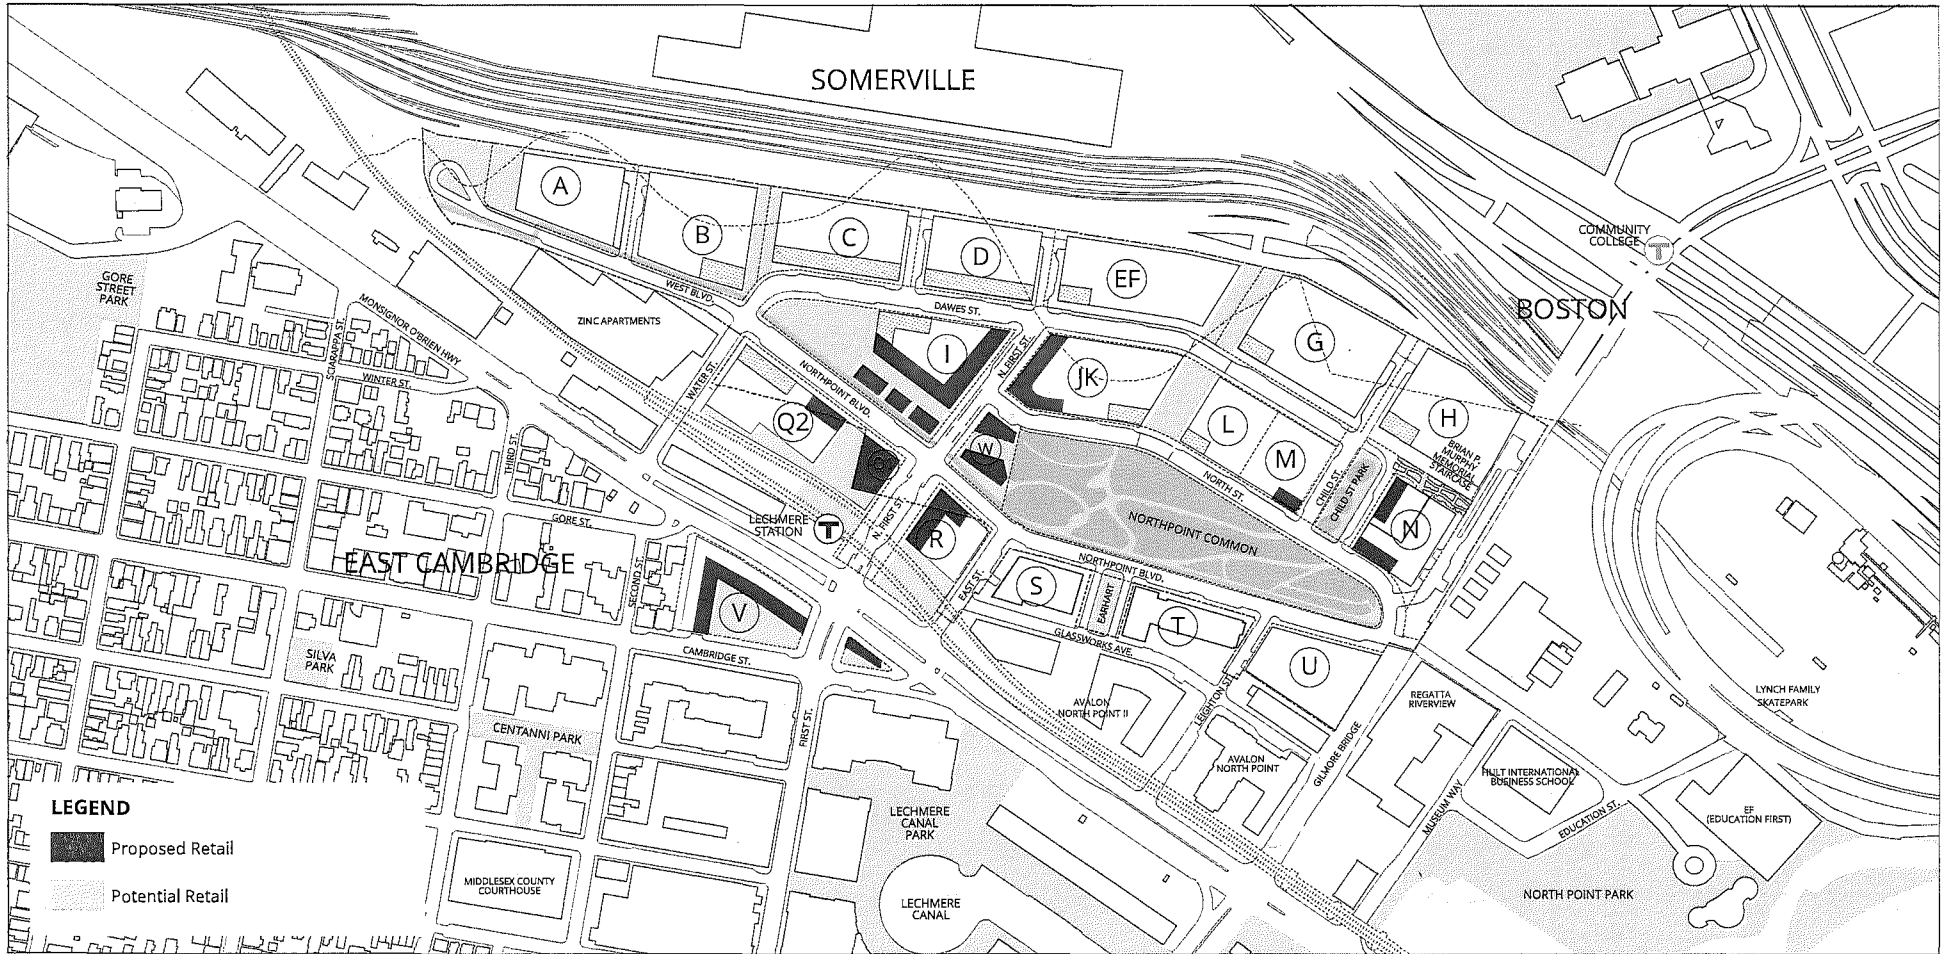 SOMERVILLE
BOSTON
COMMUNITY
COLLEGE
T
A
B
C
D
EF
G
H
I
JK
L
M
N
Q2
W
R
S
T
U
V
GORE
STREET
PARK
MONSIGNOR O'BRIEN HWY
SCIARAPPA ST.
WINTER ST.
THIRD ST.
GORE ST.
SECOND ST.
EAST CAMBRIDGE
ZINC APARTMENTS
WATER ST.
WEST BLVD.
DAWES ST.
NORTHPOINT BLVD.
N. FIRST ST.
NORTH ST.
CHILD ST.
CHILD ST PARK
BRIAN P.
MURPHY
MEMORIAL
STAIRCASE
NORTHPOINT COMMON
LECHMERE
STATION
T
N. FIRST ST.
EAST ST.
NORTHPOINT BLVD.
EARHART
GLASSWORKS AVE.
LEIGHTON ST.
CAMBRIDGE ST.
FIRST ST.
SILVA
PARK
CENTANNI PARK
AVALON
NORTH POINT II
AVALON
NORTH POINT
GILMORE BRIDGE
REGATTA
RIVERVIEW
MUSEUM WAY
HULT INTERNATIONAL
BUSINESS SCHOOL
EDUCATION ST.
EF
(EDUCATION FIRST)
LYNCH FAMILY
SKATEPARK
NORTH POINT PARK
LECHMERE
CANAL
PARK
LECHMERE
CANAL
MIDDLESEX COUNTY
COURTHOUSE
LEGEND
Proposed Retail
Potential Retail